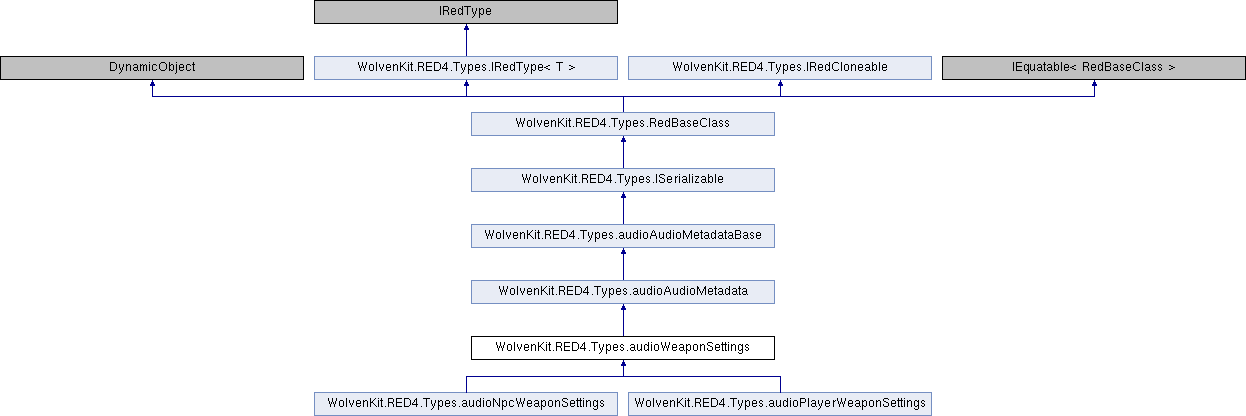 IRedType
DynamicObject
WolvenKit.RED4.Types.IRedType< T >
WolvenKit.RED4.Types.IRedCloneable
IEquatable< RedBaseClass >
WolvenKit.RED4.Types.RedBaseClass
WolvenKit.RED4.Types.ISerializable
WolvenKit.RED4.Types.audioAudioMetadataBase
WolvenKit.RED4.Types.audioAudioMetadata
WolvenKit.RED4.Types.audioWeaponSettings
WolvenKit.RED4.Types.audioNpcWeaponSettings
WolvenKit.RED4.Types.audioPlayerWeaponSettings